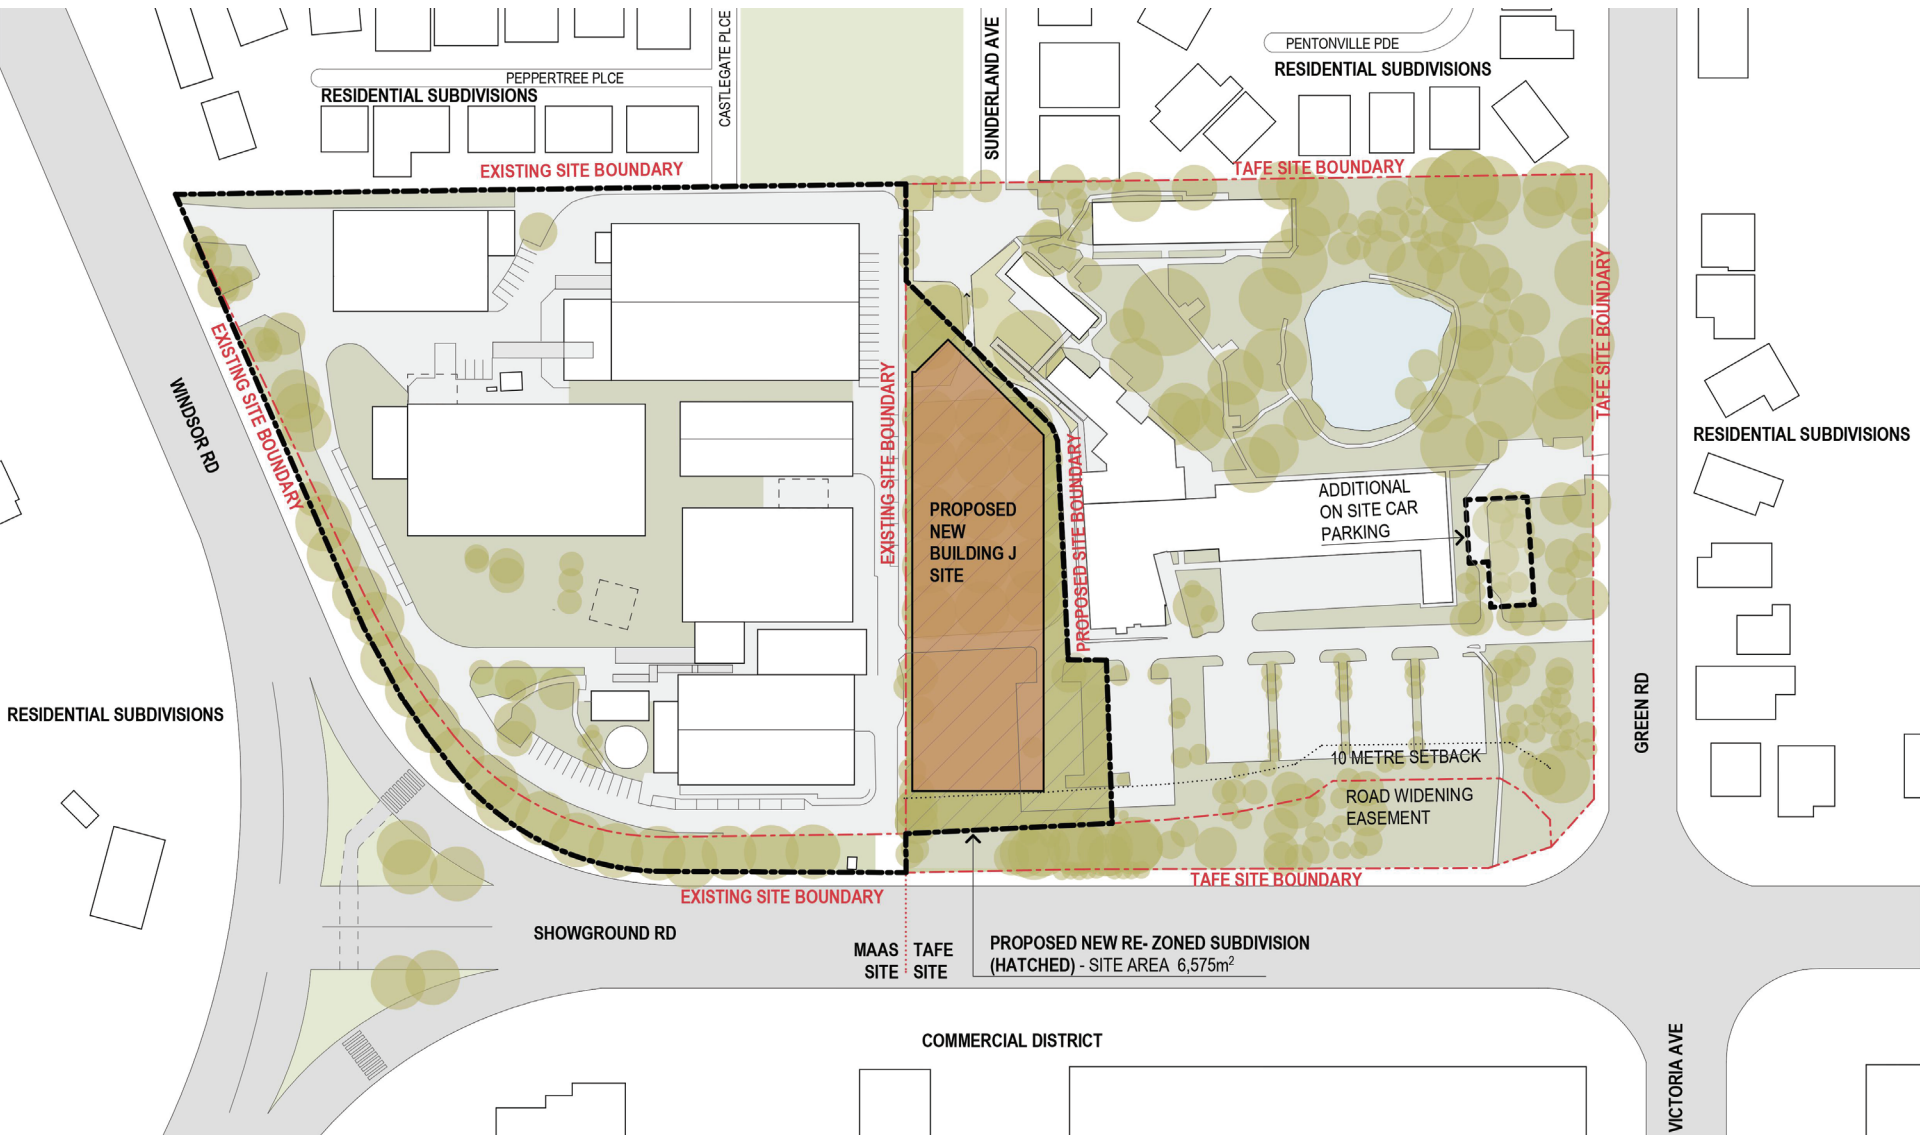 PENTONVILLE PDE
RESIDENTIAL SUBDIVISIONS
PEPPERTREE PLCE
RESIDENTIAL SUBDIVISIONS
CASTLEGATE PLCE
SUNDERLAND AVE
EXISTING SITE BOUNDARY
TAFE SITE BOUNDARY
TAFE SITE BOUNDARY
EXISTING SITE BOUNDARY
WINDSOR RD
EXISTING SITE BOUNDARY
PROPOSED SITE BOUNDARY
RESIDENTIAL SUBDIVISIONS
ADDITIONAL
ON SITE CAR
PARKING
PROPOSED
NEW
BUILDING J
SITE
RESIDENTIAL SUBDIVISIONS
GREEN RD
10 METRE SETBACK
ROAD WIDENING
EASEMENT
TAFE SITE BOUNDARY
EXISTING SITE BOUNDARY
SHOWGROUND RD
MAAS
SITE
TAFE
SITE
PROPOSED NEW RE- ZONED SUBDIVISION
(HATCHED) - SITE AREA 6,575m²
COMMERCIAL DISTRICT
VICTORIA AVE